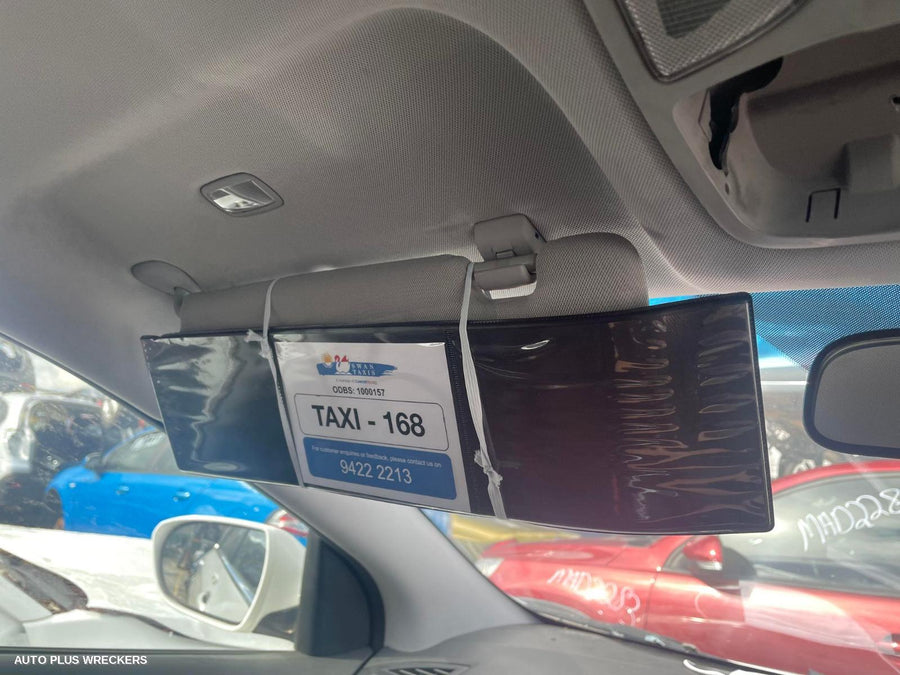 SWAN
TAXIS
ODBS: 1000157
TAXI - 168
For customer enquiries or feedback, please contact us on
9422 2213
MAD228
AUTO PLUS WRECKERS